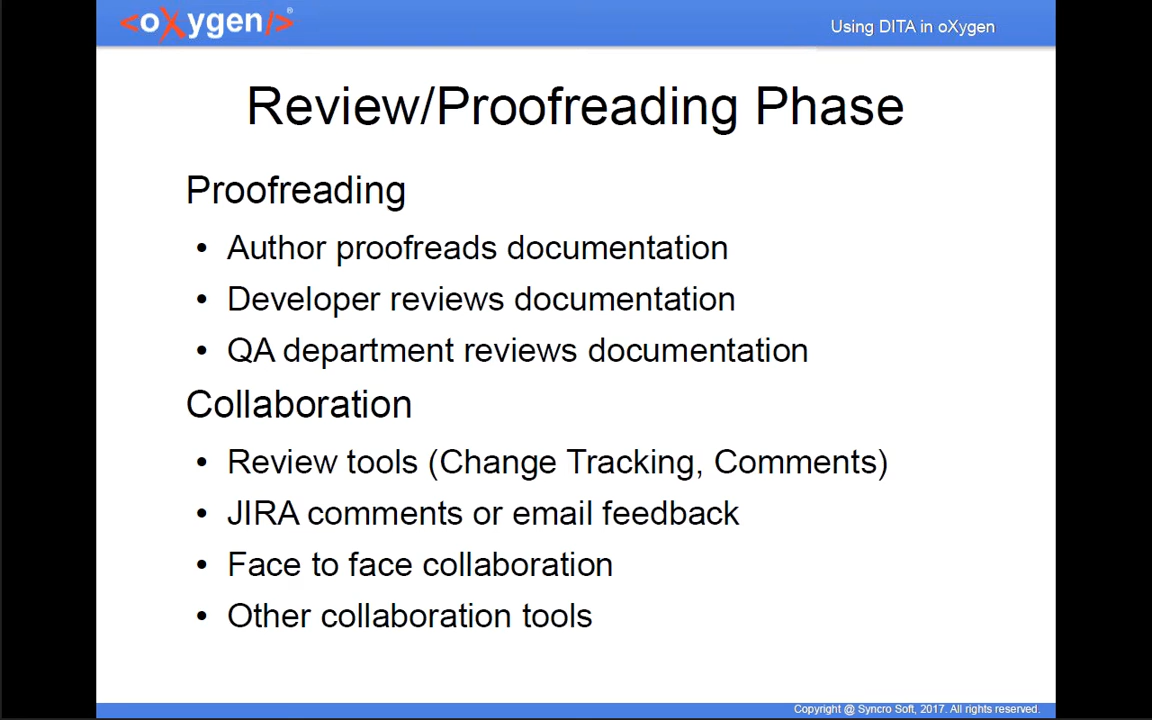 <oXygen/>®
Using DITA in oXygen
Review/Proofreading Phase
Proofreading
• Author proofreads documentation
• Developer reviews documentation
• QA department reviews documentation
Collaboration
• Review tools (Change Tracking, Comments)
• JIRA comments or email feedback
• Face to face collaboration
• Other collaboration tools
Copyright @ Syncro Soft, 2017. All rights reserved.